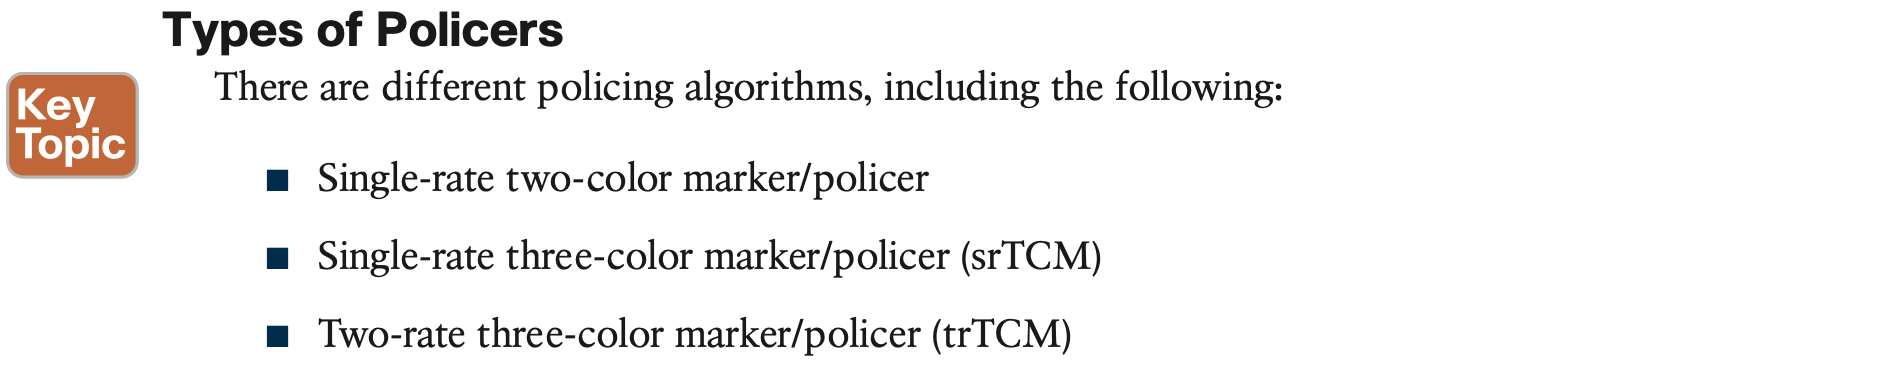 Types of Policers
Key
Topic
There are different policing algorithms, including the following:
■ Single-rate two-color marker/policer
■ Single-rate three-color marker/policer (srTCM)
■ Two-rate three-color marker/policer (trTCM)